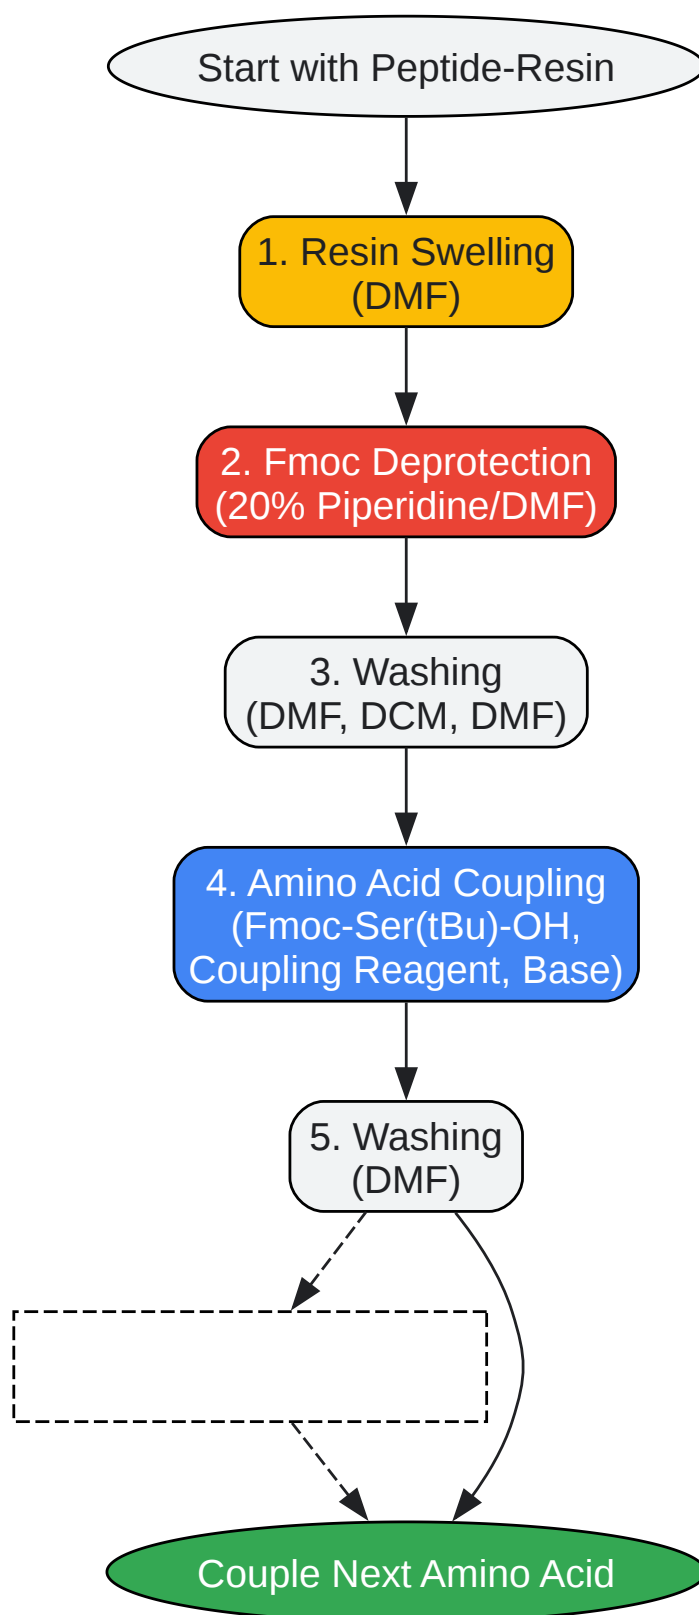 Start with Peptide-Resin
1. Resin Swelling
(DMF)
2. Fmoc Deprotection
(20% Piperidine/DMF)
3. Washing
(DMF, DCM, DMF)
4. Amino Acid Coupling
(Fmoc-Ser(tBu)-OH,
Coupling Reagent, Base)
5. Washing
(DMF)
Couple Next Amino Acid